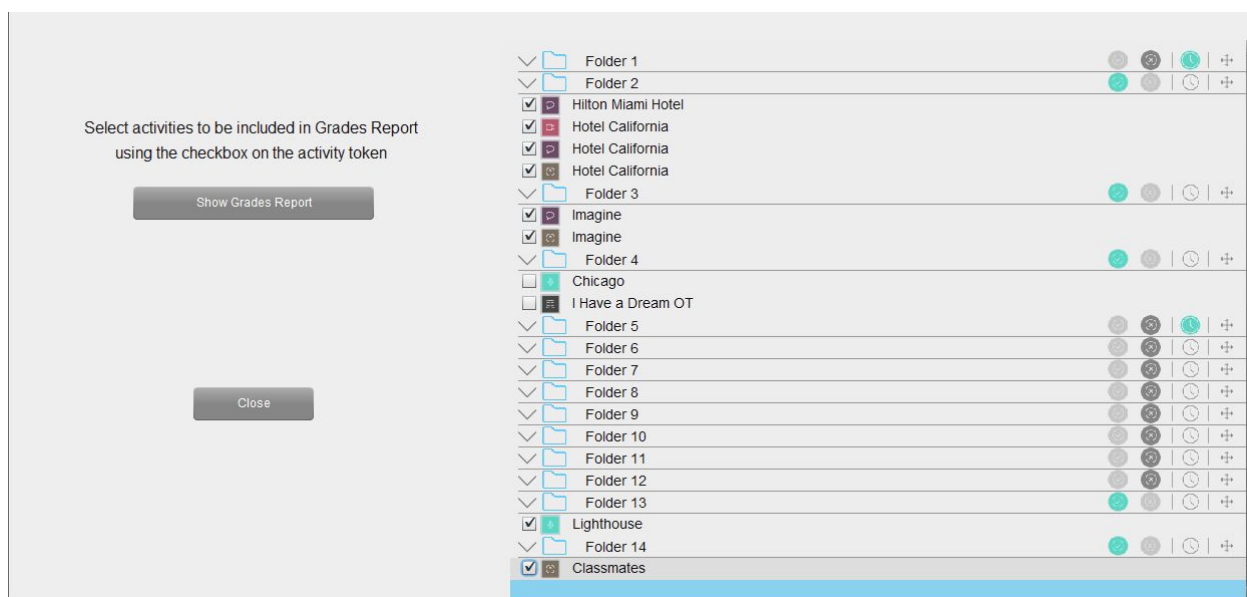 Select activities to be included in Grades Report
using the checkbox on the activity token
Show Grades Report
Close
Folder 1
Folder 2
Hilton Miami Hotel
Hotel California
Hotel California
Hotel California
Folder 3
Imagine
Imagine
Folder 4
Chicago
I Have a Dream OT
Folder 5
Folder 6
Folder 7
Folder 8
Folder 9
Folder 10
Folder 11
Folder 12
Folder 13
Lighthouse
Folder 14
Classmates